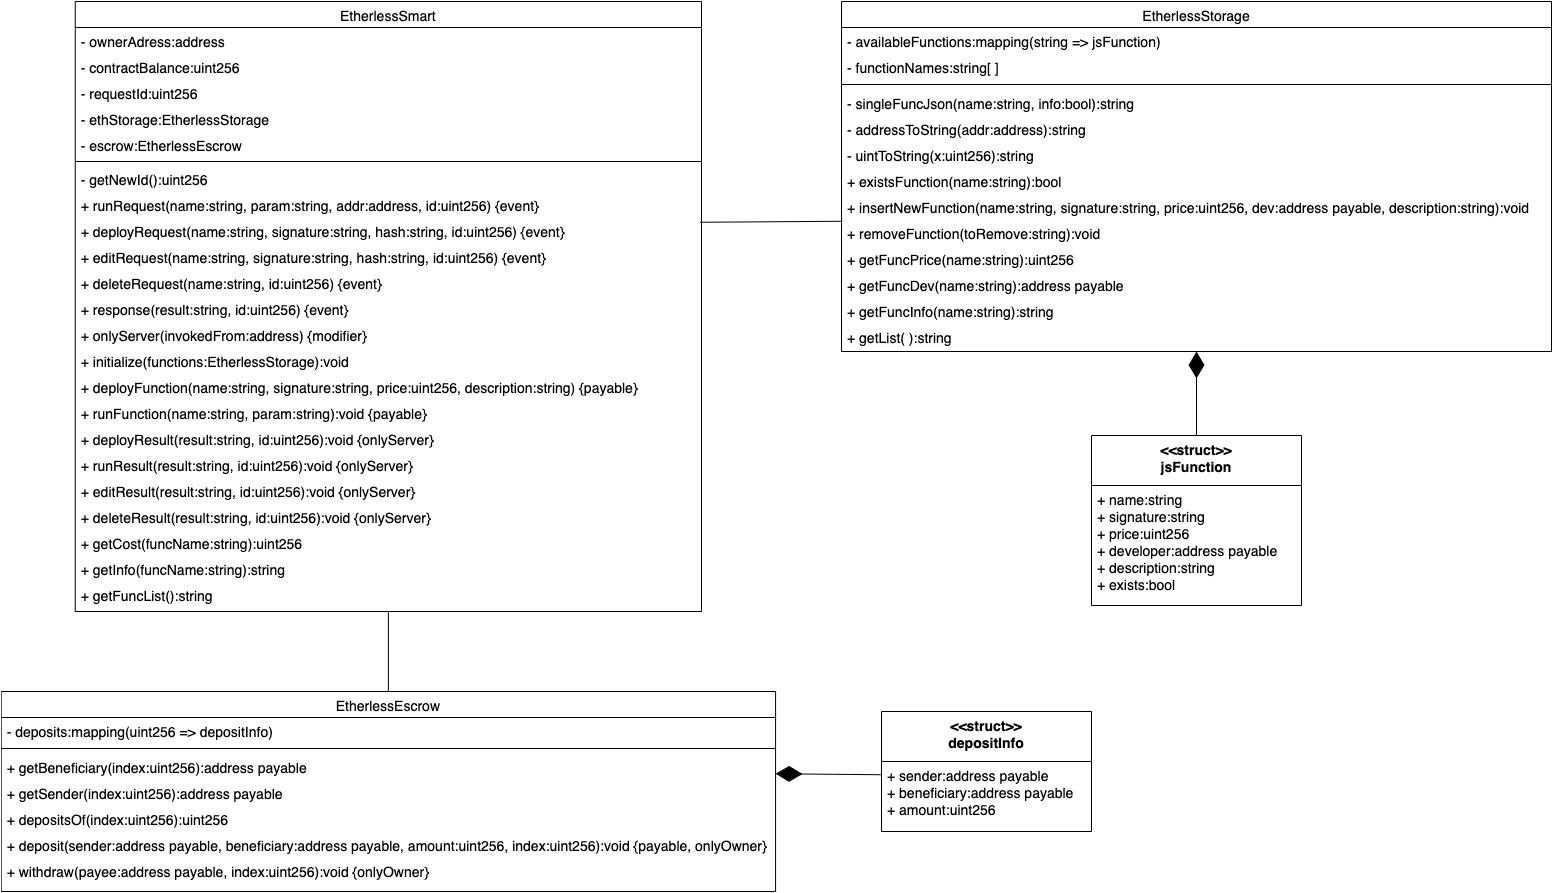 EtherlessSmart
- ownerAdress:address
- contractBalance:uint256
- requestId:uint256
- ethStorage:EtherlessStorage
- escrow:EtherlessEscrow
- getNewId():uint256
+ runRequest(name:string, param:string, addr:address, id:uint256) {event}
+ deployRequest(name:string, signature:string, hash:string, id:uint256) {event}
+ editRequest(name:string, signature:string, hash:string, id:uint256) {event}
+ deleteRequest(name:string, id:uint256) {event}
+ response(result:string, id:uint256) {event}
+ onlyServer(invokedFrom:address) {modifier}
+ initialize(functions:EtherlessStorage):void
+ deployFunction(name:string, signature:string, price:uint256, description:string) {payable}
+ runFunction(name:string, param:string):void {payable}
+ deployResult(result:string, id:uint256):void {onlyServer}
+ runResult(result:string, id:uint256):void {onlyServer}
+ editResult(result:string, id:uint256):void {onlyServer}
+ deleteResult(result:string, id:uint256):void {onlyServer}
+ getCost(funcName:string):uint256
+ getInfo(funcName:string):string
+ getFuncList():string
EtherlessStorage
- availableFunctions:mapping(string => jsFunction)
- functionNames:string[ ]
- singleFuncJson(name:string, info:bool):string
- addressToString(addr:address):string
- uintToString(x:uint256):string
+ existsFunction(name:string):bool
+ insertNewFunction(name:string, signature:string, price:uint256, dev:address payable, description:string):void
+ removeFunction(toRemove:string):void
+ getFuncPrice(name:string):uint256
+ getFuncDev(name:string):address payable
+ getFuncInfo(name:string):string
+ getList( ):string
<<struct>>
jsFunction
+ name:string
+ signature:string
+ price:uint256
+ developer:address payable
+ description:string
+ exists:bool
EtherlessEscrow
- deposits:mapping(uint256 => depositInfo)
+ getBeneficiary(index:uint256):address payable
+ getSender(index:uint256):address payable
+ depositsOf(index:uint256):uint256
+ deposit(sender:address payable, beneficiary:address payable, amount:uint256, index:uint256):void {payable, onlyOwner}
+ withdraw(payee:address payable, index:uint256):void {onlyOwner}
<<struct>>
depositInfo
+ sender:address payable
+ beneficiary:address payable
+ amount:uint256